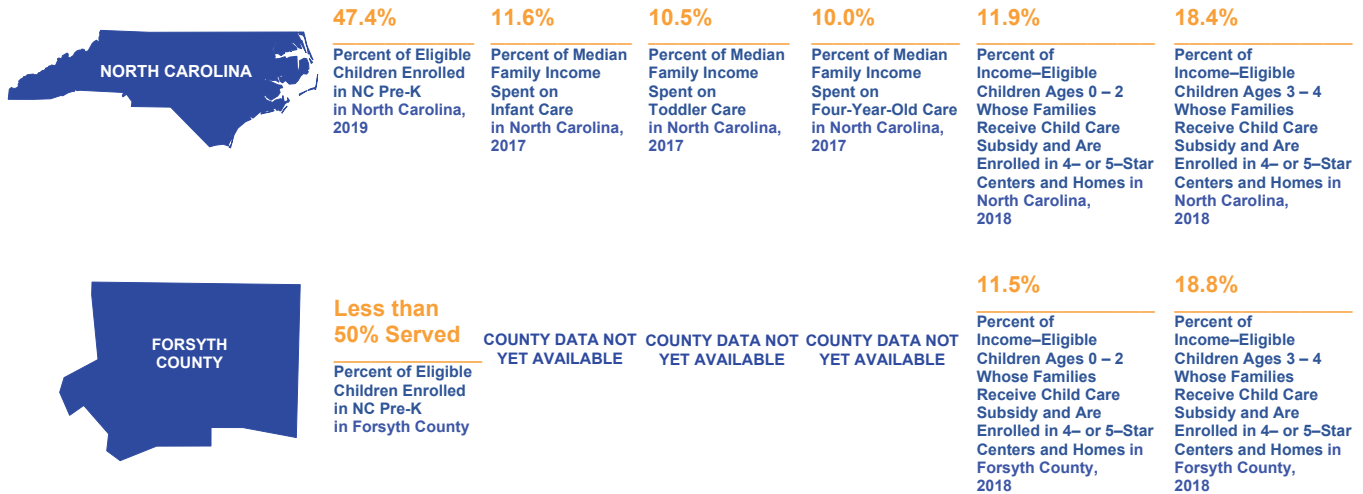 NORTH CAROLINA
47.4%
Percent of Eligible
Children Enrolled
in NC Pre-K
in North Carolina,
2019
11.6%
Percent of Median
Family Income
Spent on
Infant Care
in North Carolina,
2017
10.5%
Percent of Median
Family Income
Spent on
Toddler Care
in North Carolina,
2017
10.0%
Percent of Median
Family Income
Spent on
Four-Year-Old Care
in North Carolina,
2017
11.9%
Percent of
Income–Eligible
Children Ages 0 – 2
Whose Families
Receive Child Care
Subsidy and Are
Enrolled in 4– or 5–Star
Centers and Homes in
North Carolina,
2018
18.4%
Percent of
Income–Eligible
Children Ages 3 – 4
Whose Families
Receive Child Care
Subsidy and Are
Enrolled in 4– or 5–Star
Centers and Homes in
North Carolina,
2018
FORSYTH
COUNTY
Less than
50% Served
Percent of Eligible
Children Enrolled
in NC Pre-K
in Forsyth County
COUNTY DATA NOT
YET AVAILABLE
COUNTY DATA NOT
YET AVAILABLE
COUNTY DATA NOT
YET AVAILABLE
11.5%
Percent of
Income–Eligible
Children Ages 0 – 2
Whose Families
Receive Child Care
Subsidy and Are
Enrolled in 4– or 5–Star
Centers and Homes in
Forsyth County,
2018
18.8%
Percent of
Income–Eligible
Children Ages 3 – 4
Whose Families
Receive Child Care
Subsidy and Are
Enrolled in 4– or 5–Star
Centers and Homes in
Forsyth County,
2018